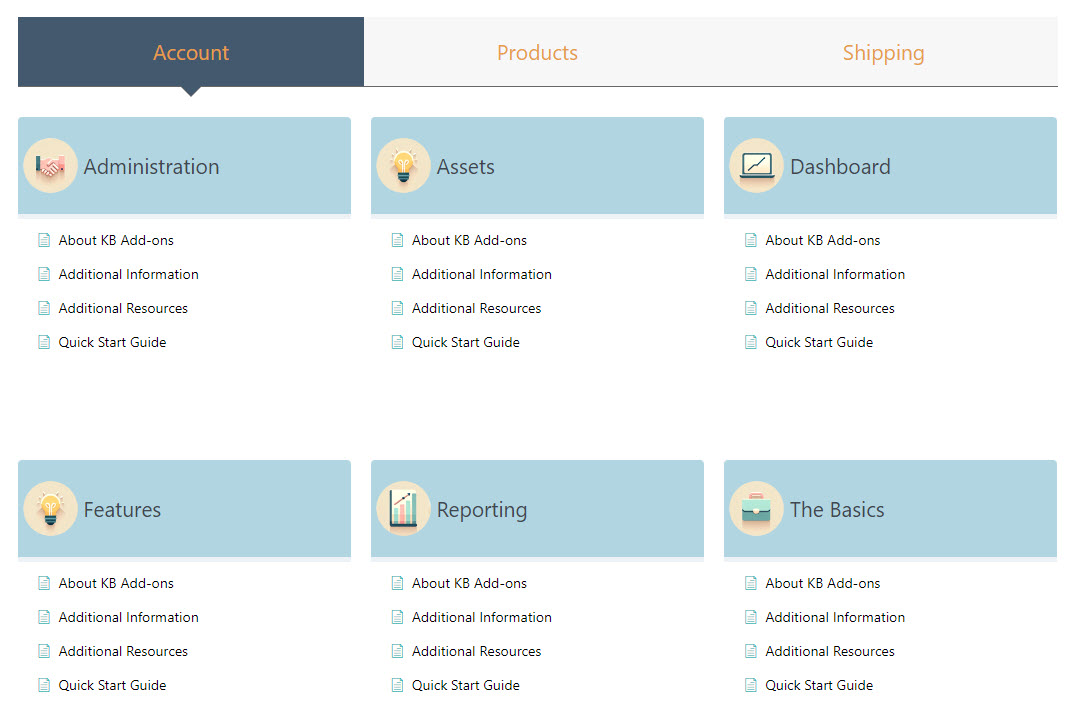 Account
Products
Shipping
Administration
Assets
Dashboard
About KB Add-ons
About KB Add-ons
About KB Add-ons
Additional Information
Additional Information
Additional Information
Additional Resources
Additional Resources
Additional Resources
Quick Start Guide
Quick Start Guide
Quick Start Guide
Features
Reporting
The Basics
About KB Add-ons
About KB Add-ons
About KB Add-ons
Additional Information
Additional Information
Additional Information
Additional Resources
Additional Resources
Additional Resources
Quick Start Guide
Quick Start Guide
Quick Start Guide